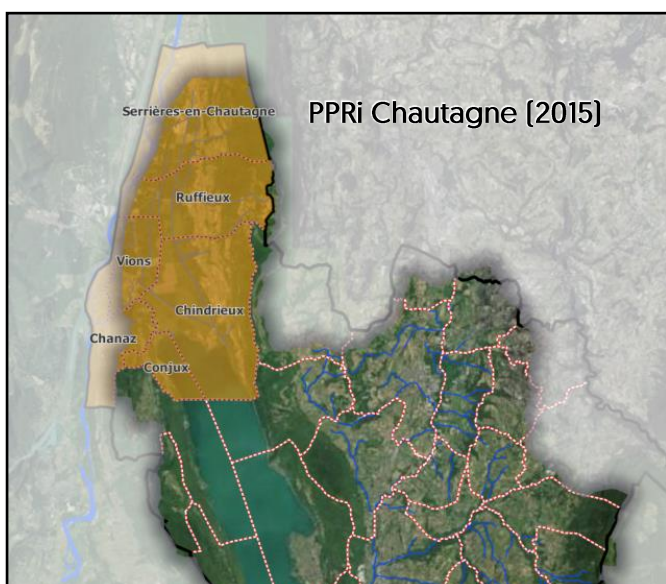 Serrières-en-Chautagne
PPRi Chautagne (2015)
Ruffieux
Vions
Chindrieux
Chanaz
Conjux